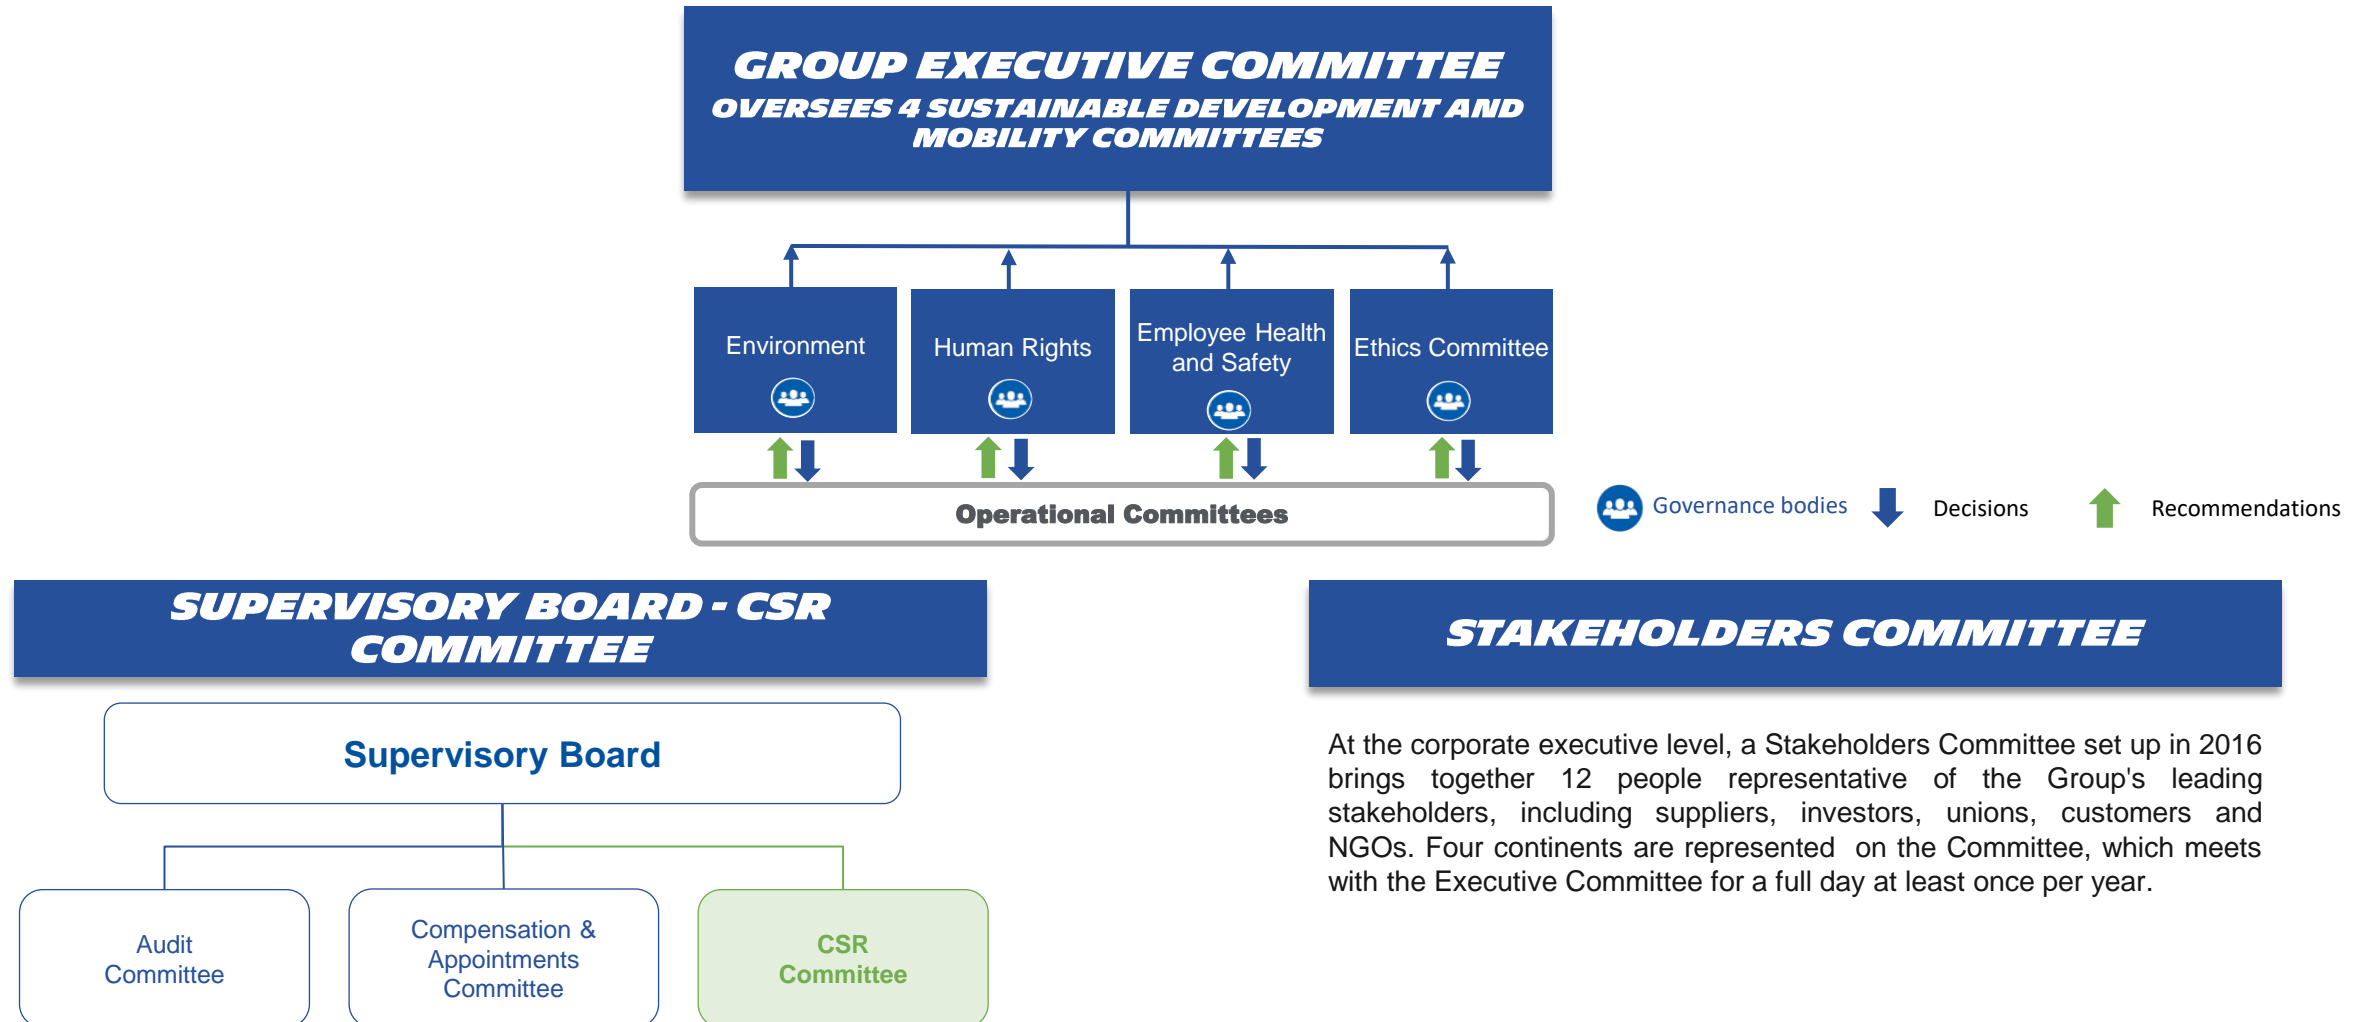 GROUP EXECUTIVE COMMITTEE
OVERSEES 4 SUSTAINABLE DEVELOPMENT AND
MOBILITY COMMITTEES
Environment
Human Rights
Employee Health
and Safety
Ethics Committee
Operational Committees
Governance bodies
Decisions
Recommendations
SUPERVISORY BOARD - CSR
COMMITTEE
Supervisory Board
Audit
Committee
Compensation &
Appointments
Committee
CSR
Committee
STAKEHOLDERS COMMITTEE
At the corporate executive level, a Stakeholders Committee set up in 2016
brings together 12 people representative of the Group's leading
stakeholders, including suppliers, investors, unions, customers and
NGOs. Four continents are represented on the Committee, which meets
with the Executive Committee for a full day at least once per year.